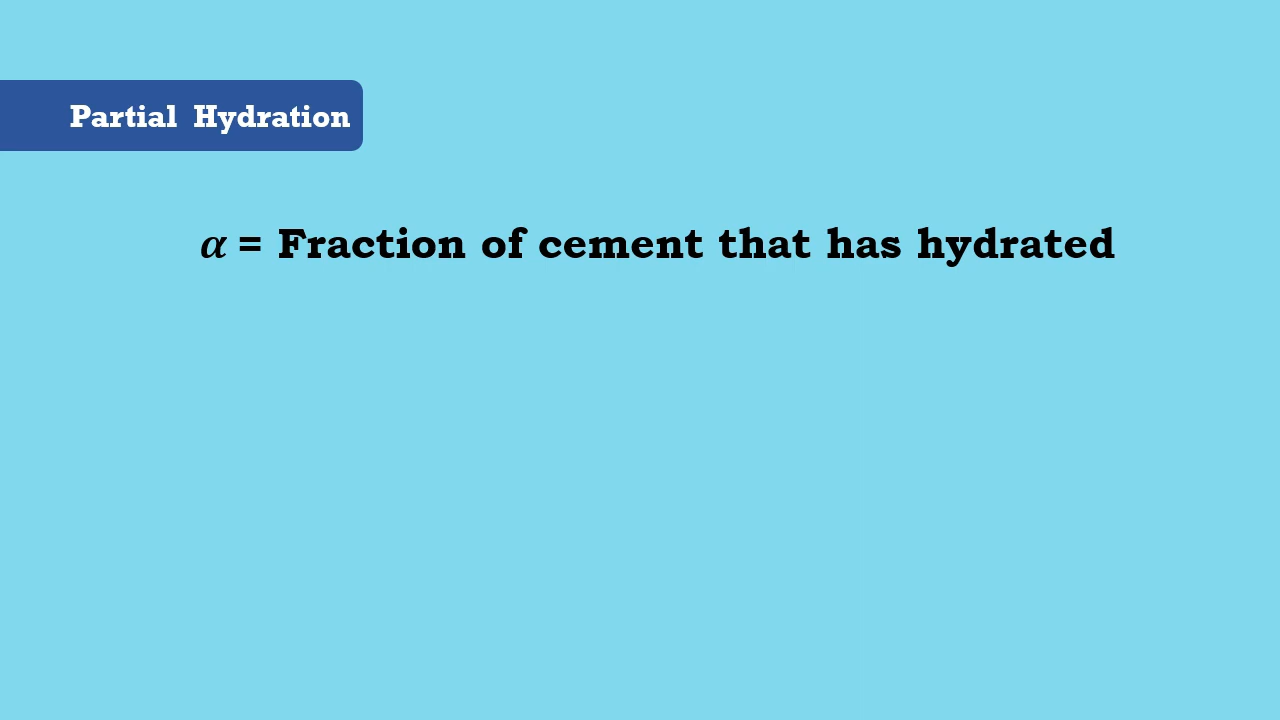 Partial Hydration
α = Fraction of cement that has hydrated